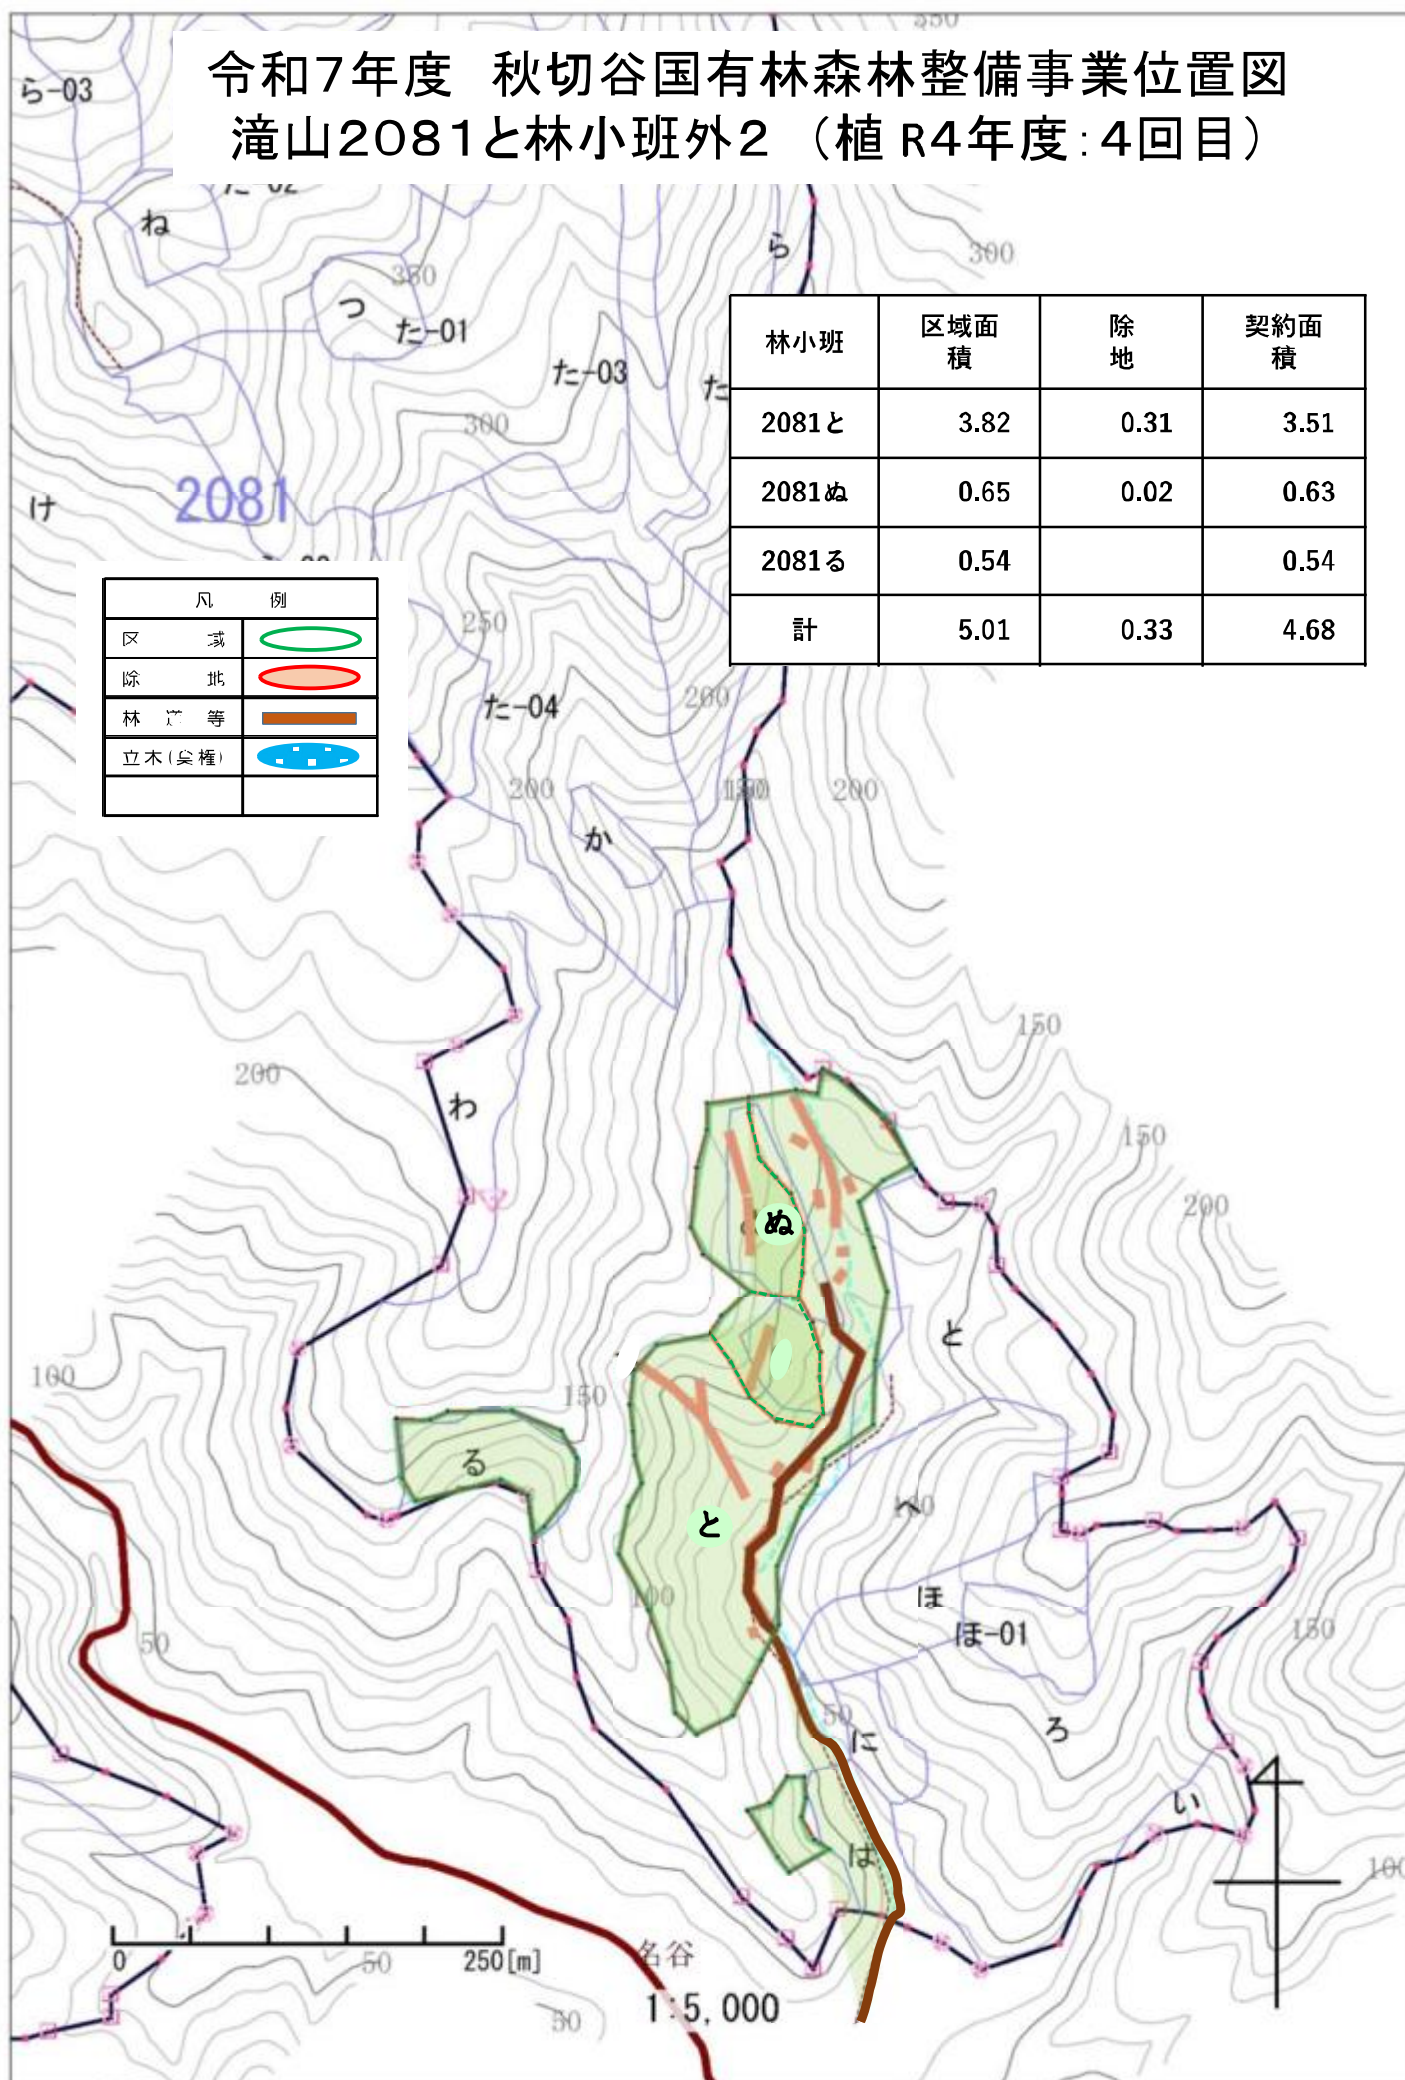 令和7年度　秋切谷国有林森林整備事業位置図
滝山2081と林小班外2　（植 R4年度：4回目）
350
ら-03
た-02
ね
ら
300
350
つ
た-01
た-03
た
300
2081
け
林小班 区域面積 除地 契約面積
2081と 3.82 0.31 3.51
2081ぬ 0.65 0.02 0.63
2081る 0.54 0.54
計 5.01 0.33 4.68
凡　例
区　域
除　地
林　道　等
立木
250
た-04
200
200
200
か
150
200
わ
150
200
ぬ
と
100
150
る
と
へ
100
ほ
ほ-01
50
150
50
ろ
に
い
は
100
0
250[m]
50
名谷
1:5,000
50